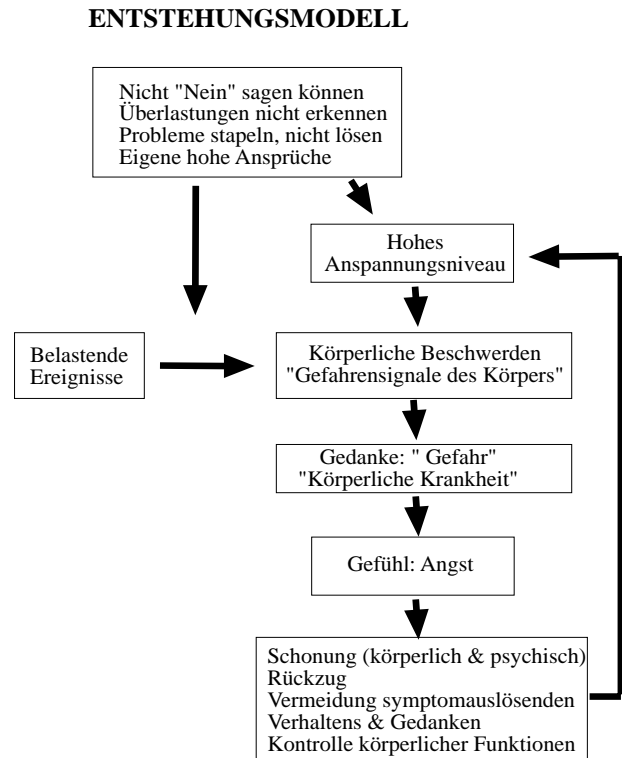 ENTSTEHUNGSMODELL
Nicht "Nein" sagen können
Überlastungen nicht erkennen
Probleme stapeln, nicht lösen
Eigene hohe Ansprüche
Hohes
Anspannungsniveau
Belastende
Ereignisse
Körperliche Beschwerden
"Gefahrensignale des Körpers"
Gedanke: " Gefahr"
"Körperliche Krankheit"
Gefühl: Angst
Schonung (körperlich & psychisch)
Rückzug
Vermeidung symptomauslösenden
Verhaltens & Gedanken
Kontrolle körperlicher Funktionen